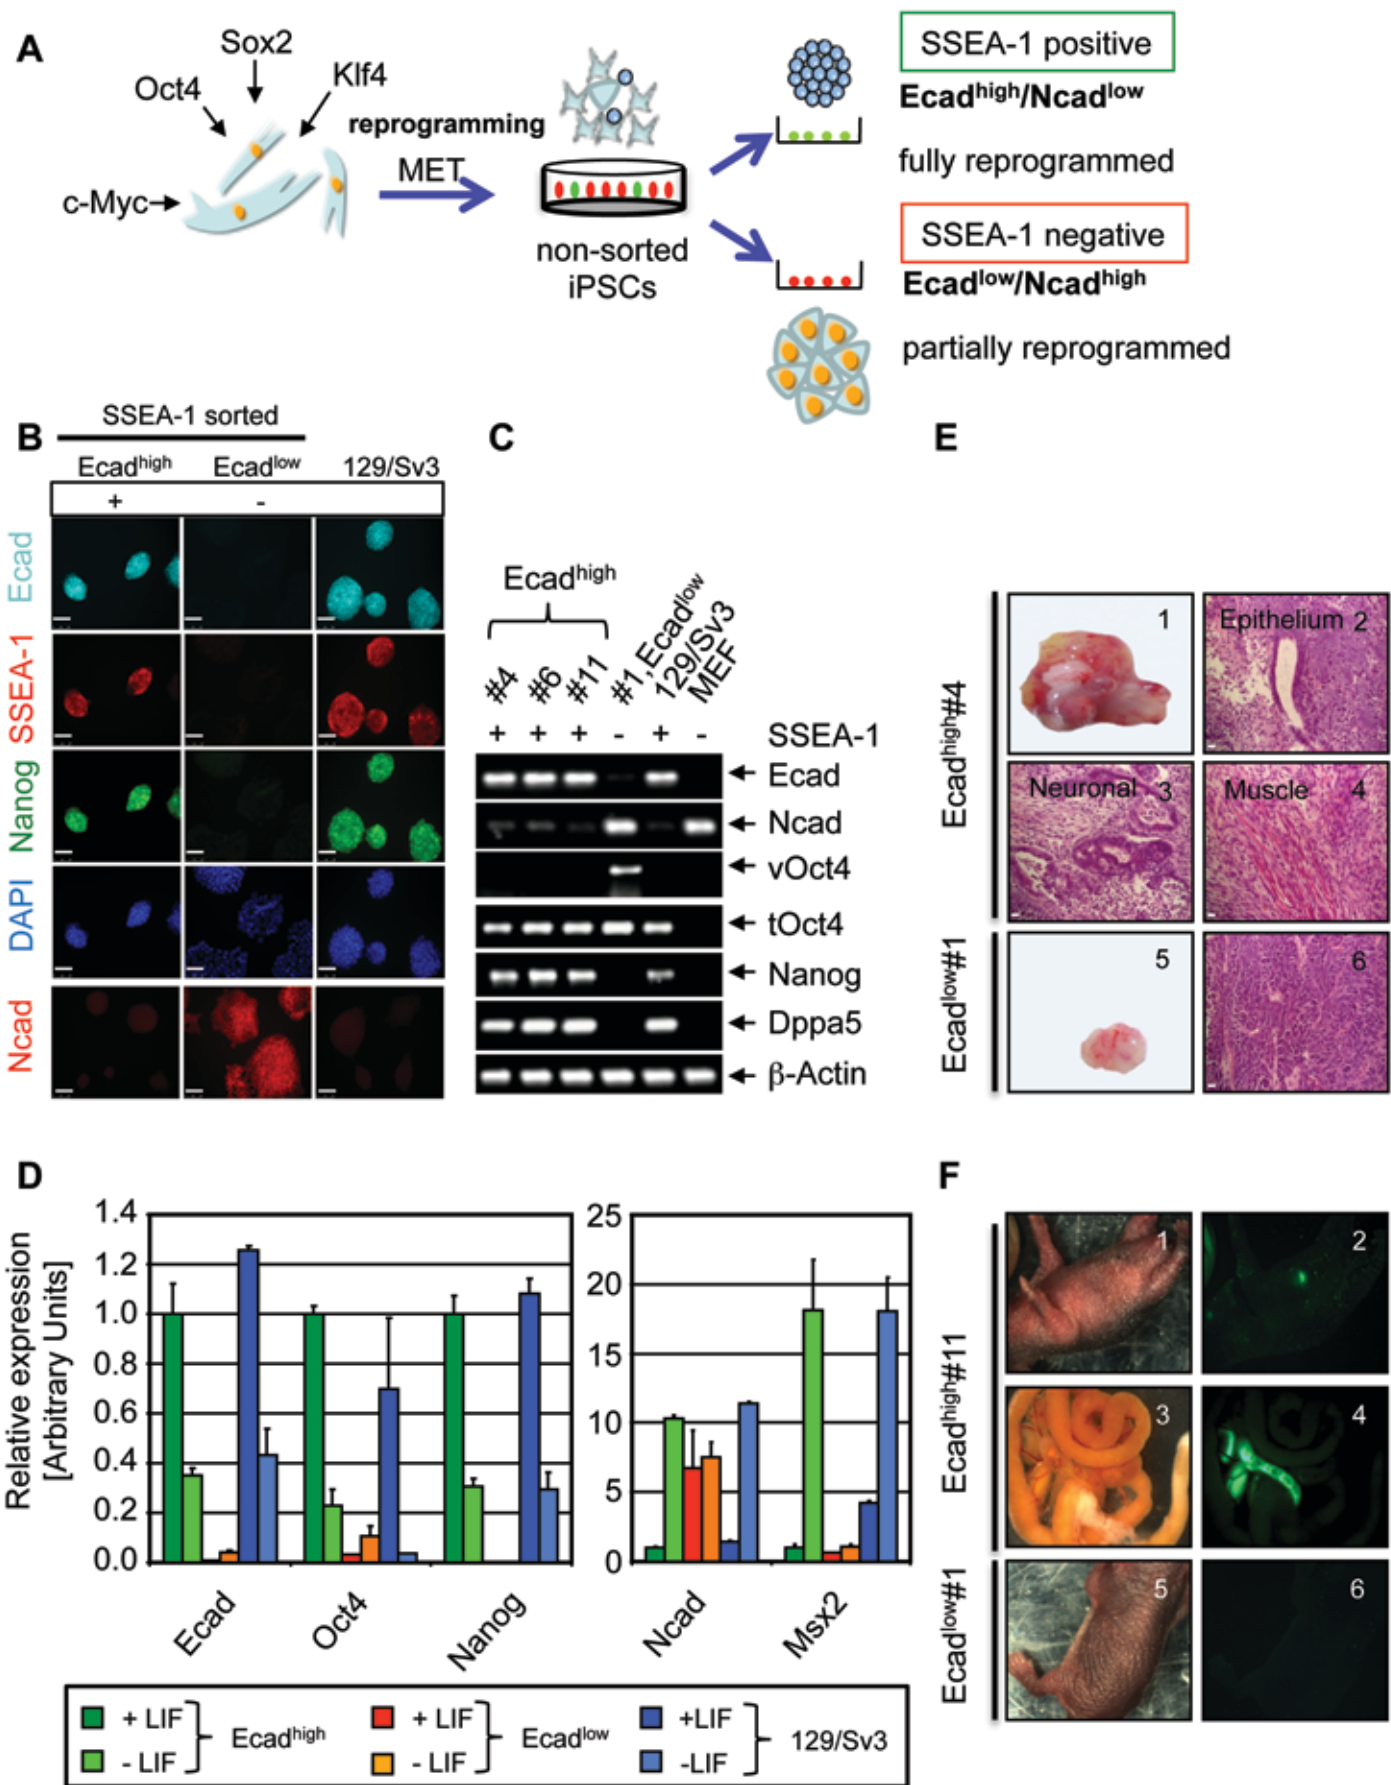 A
Sox2
Oct4
Klf4
c-Myc
reprogramming
MET
non-sorted
iPSCs
SSEA-1 positive
Ecadhigh/Ncadlow
fully reprogrammed
SSEA-1 negative
Ecadlow/Ncadhigh
partially reprogrammed
B
SSEA-1 sorted
Ecadhigh Ecadlow 129/Sv3
+ -
Ecad
SSEA-1
Nanog
DAPI
Ncad
C
Ecadhigh
#4 #6 #11 #1,Ecadlow 129/Sv3 MEF
+ + + - + - SSEA-1
Ecad
Ncad
vOct4
tOct4
Nanog
Dppa5
β-Actin
E
Ecadhigh#4
1
Epithelium 2
Neuronal 3
Muscle 4
Ecadlow#1
5
6
D
Relative expression
[Arbitrary Units]
1.4
1.2
1.0
0.8
0.6
0.4
0.2
0.0
Ecad Oct4 Nanog
25
20
15
10
5
0
Ncad Msx2
+ LIF
- LIF
Ecadhigh
+ LIF
- LIF
Ecadlow
+LIF
-LIF
129/Sv3
F
Ecadhigh#11
1
2
3
4
Ecadlow#1
5
6